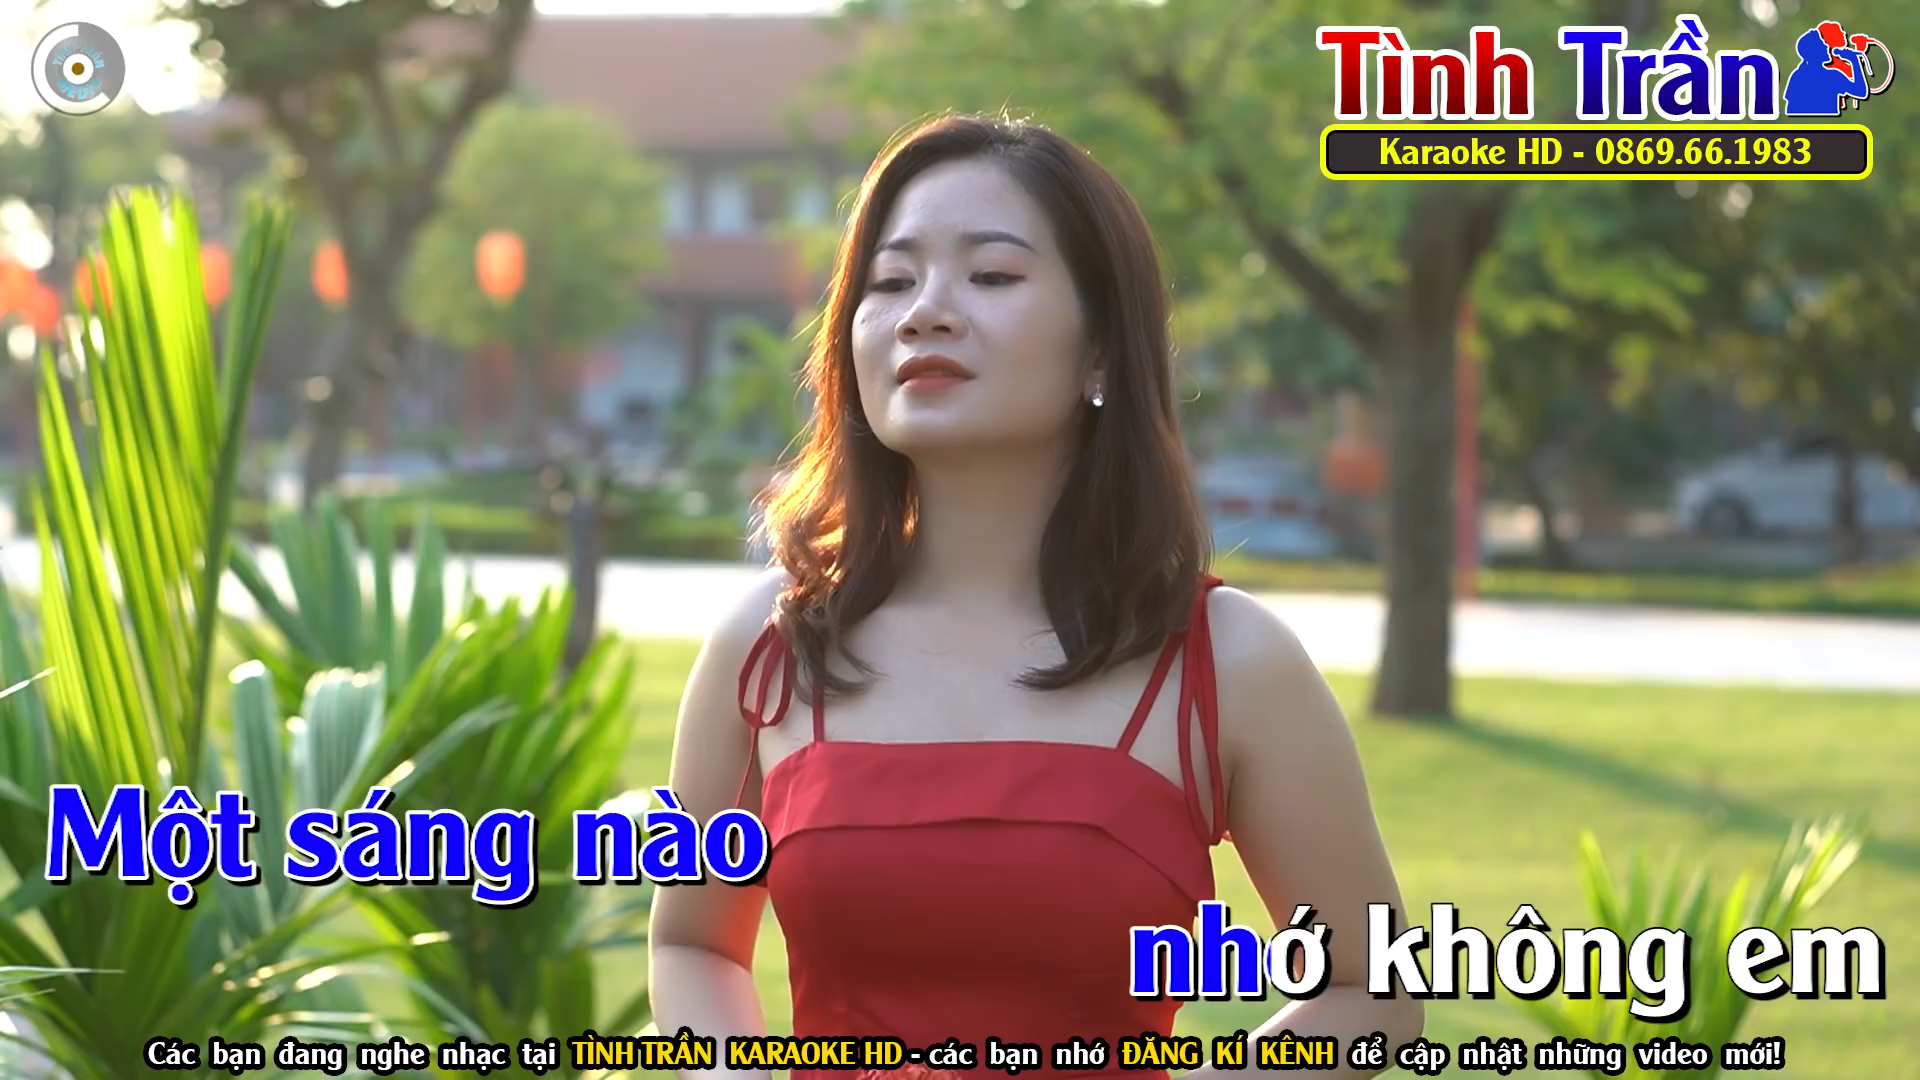 Tình Trần
Karaoke HD - 0869.66.1983
Một sáng nào
nhớ không em
Các bạn đang nghe nhạc tại TÌNH TRẦN KARAOKE HD - các bạn nhớ ĐĂNG KÍ KÊNH để cập nhật những video mới!